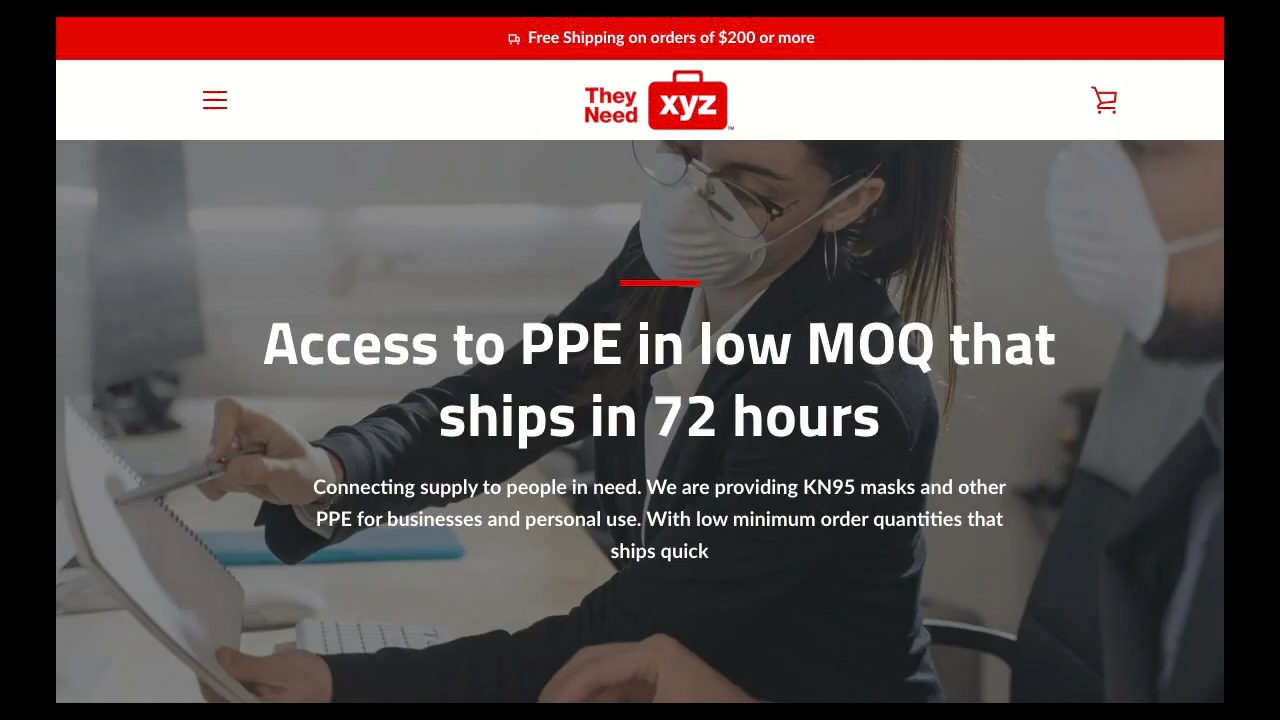 Free Shipping on orders of $200 or more
They
Need
xyz
™
Access to PPE in low MOQ that
ships in 72 hours
Connecting supply to people in need. We are providing KN95 masks and other
PPE for businesses and personal use. With low minimum order quantities that
ships quick